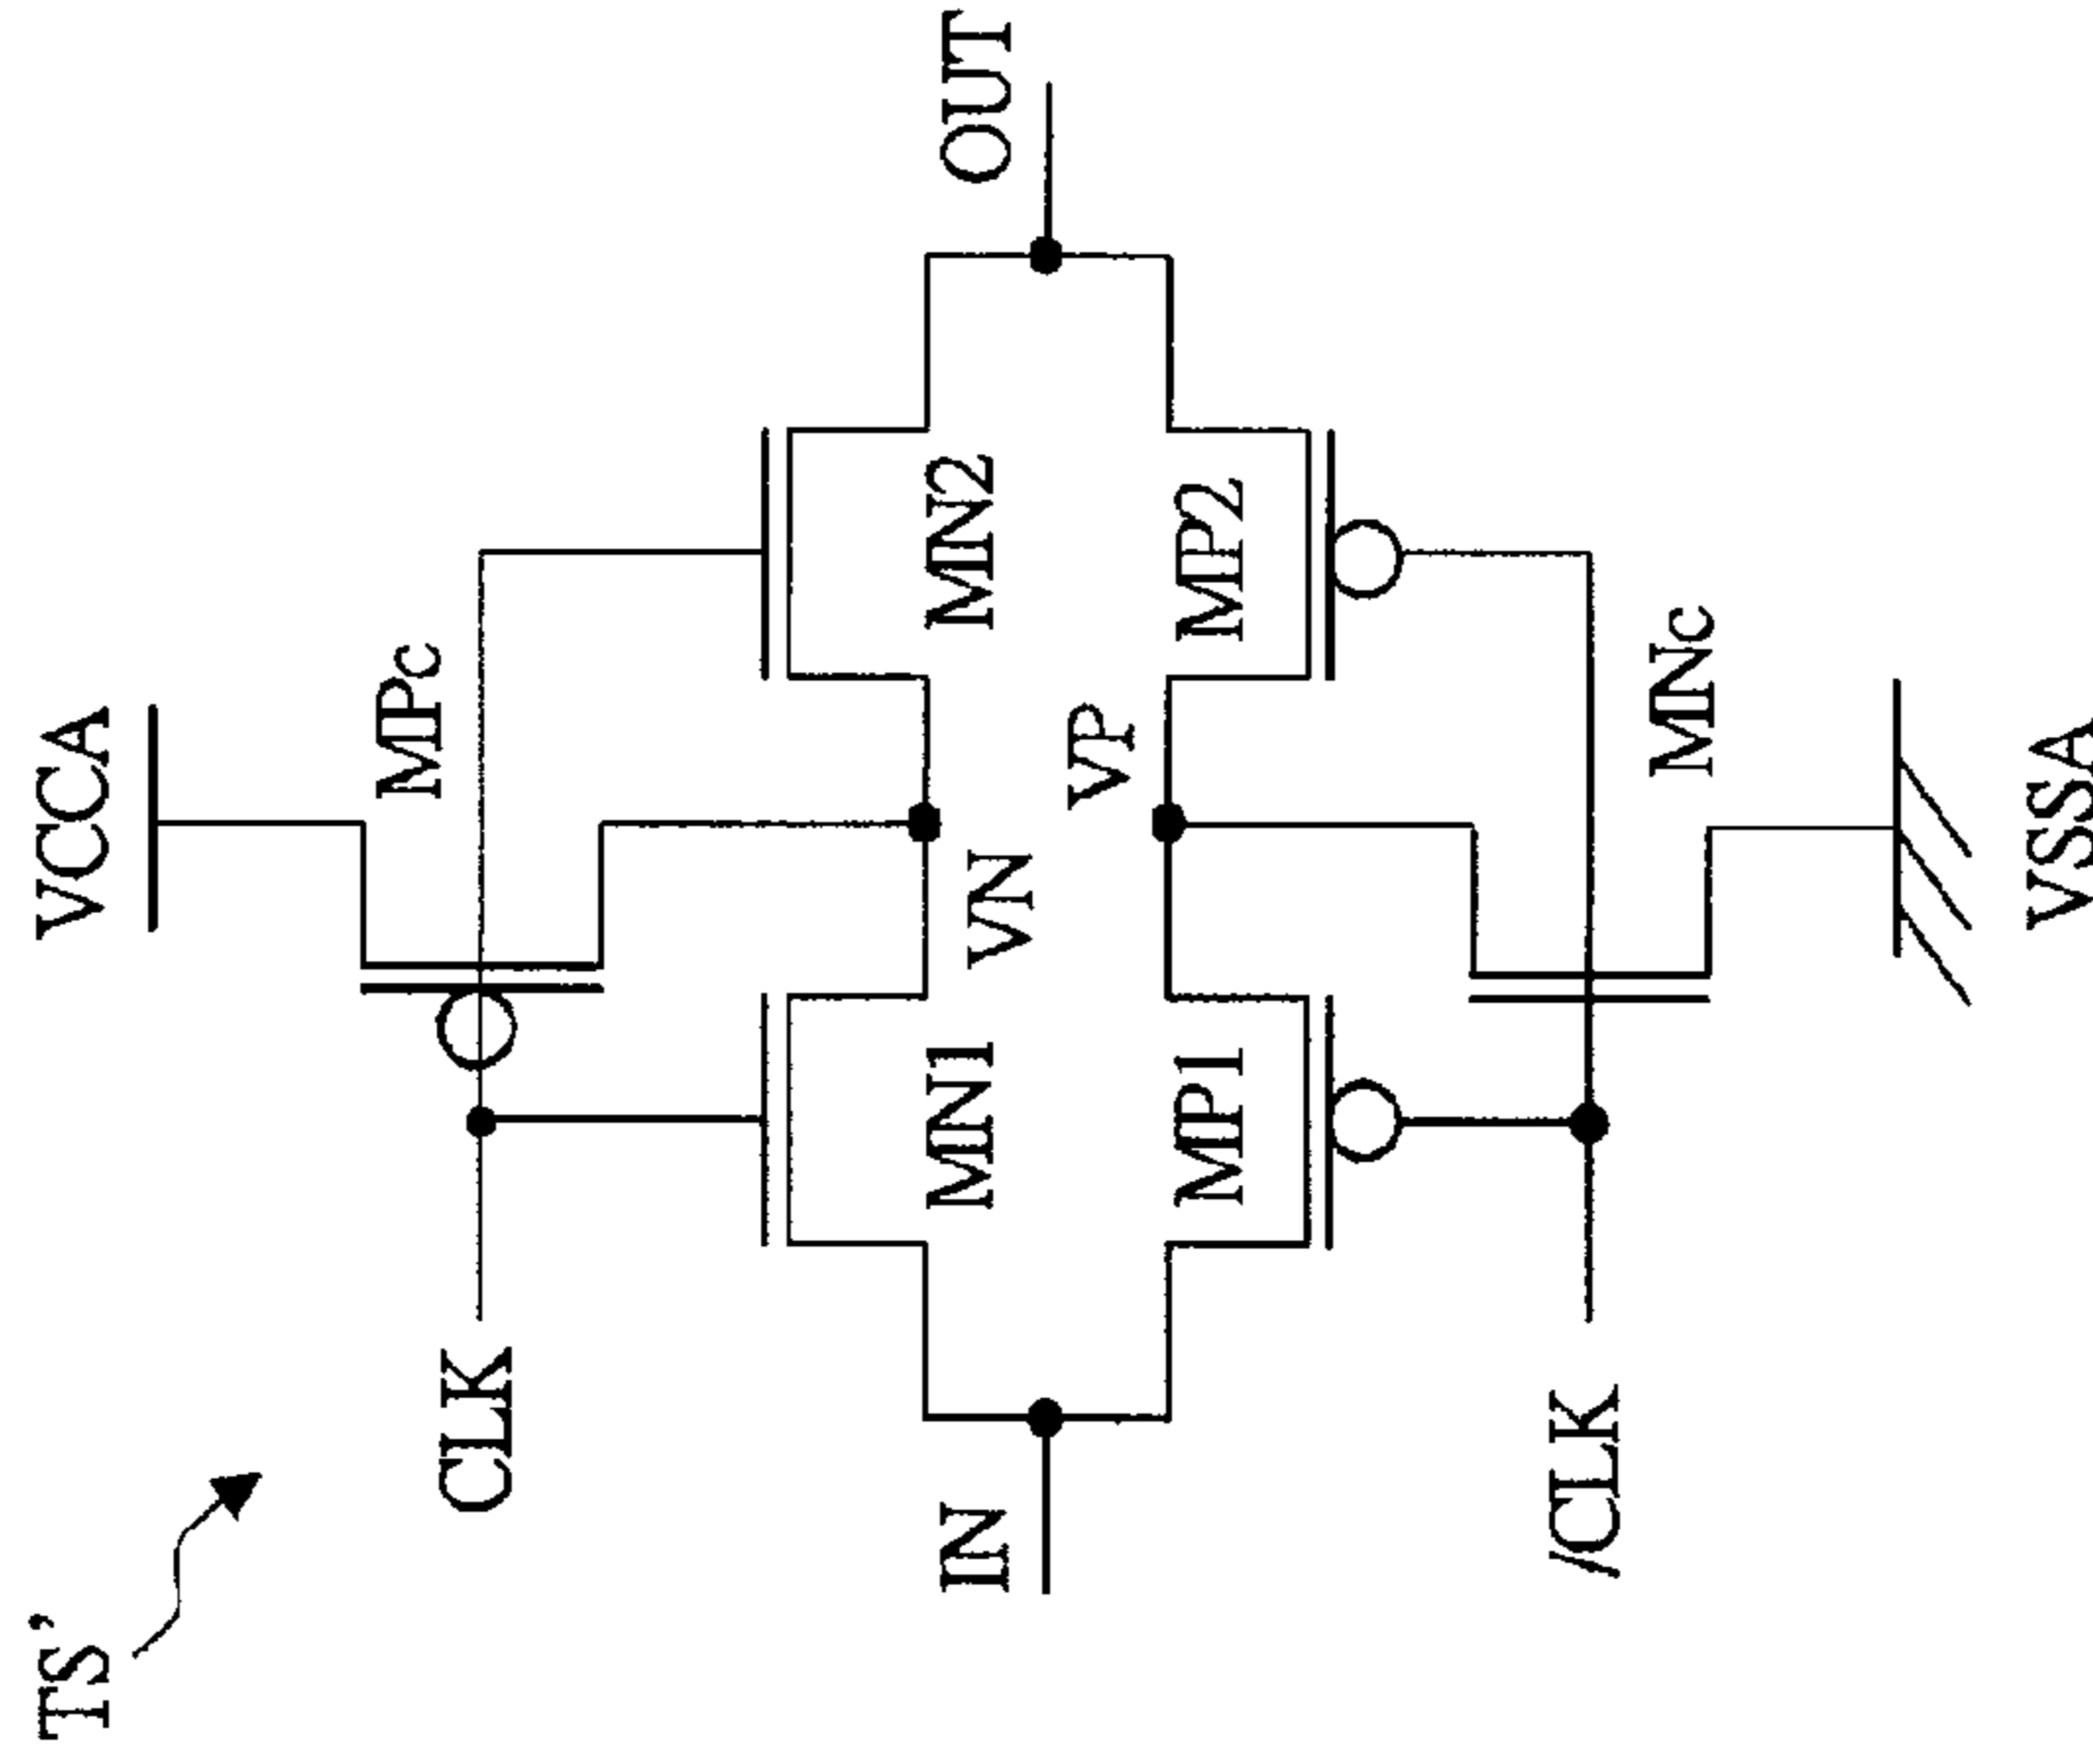 TS’
VCCA
MPc
CLK
MN1
MN2
VN
IN
OUT
VP
MP1
MP2
/CLK
MNc
VSSA